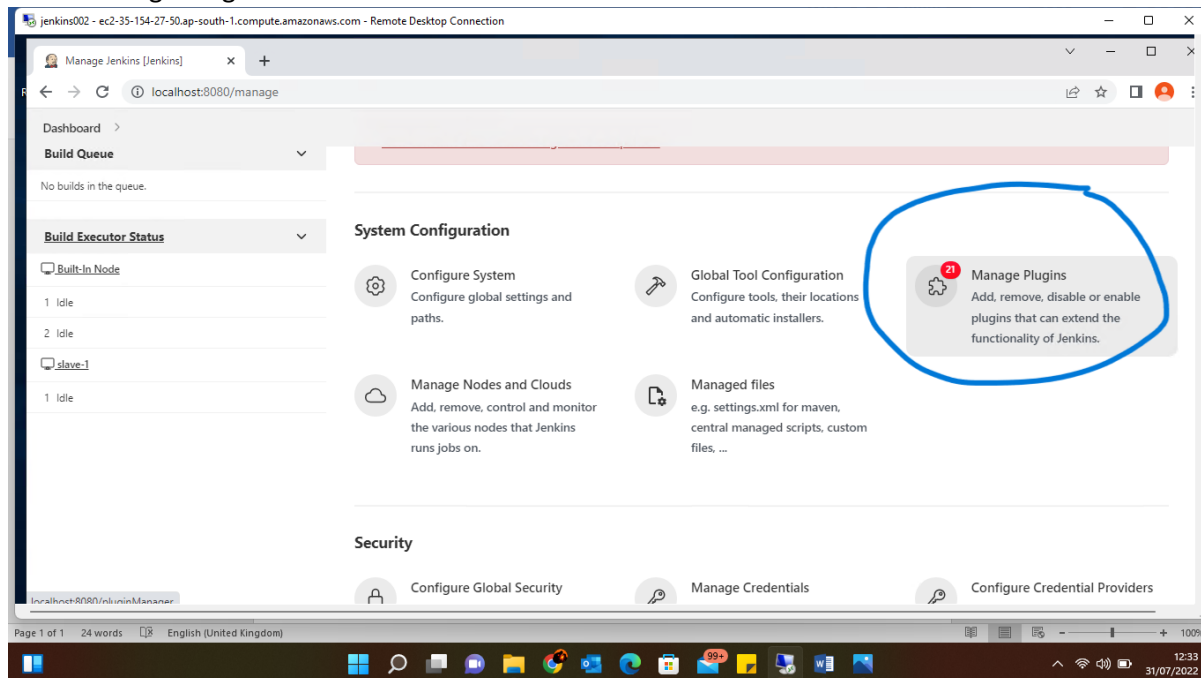 jenkins002 - ec2-35-154-27-50.ap-south-1.compute.amazonaws.com - Remote Desktop Connection
Manage Jenkins [Jenkins]
localhost:8080/manage
Dashboard
Build Queue
No builds in the queue.
Build Executor Status
Built-In Node
1 Idle
2 Idle
slave-1
1 Idle
System Configuration
Configure System
Configure global settings and
paths.
Global Tool Configuration
Configure tools, their locations
and automatic installers.
21
Manage Plugins
Add, remove, disable or enable
plugins that can extend the
functionality of Jenkins.
Manage Nodes and Clouds
Add, remove, control and monitor
the various nodes that Jenkins
runs jobs on.
Managed files
e.g. settings.xml for maven,
central managed scripts, custom
files, ...
Security
Configure Global Security
Manage Credentials
Configure Credential Providers
localhost:8080/pluginManager
Page 1 of 1 24 words English (United Kingdom)
100%
99+
12:33
31/07/2022